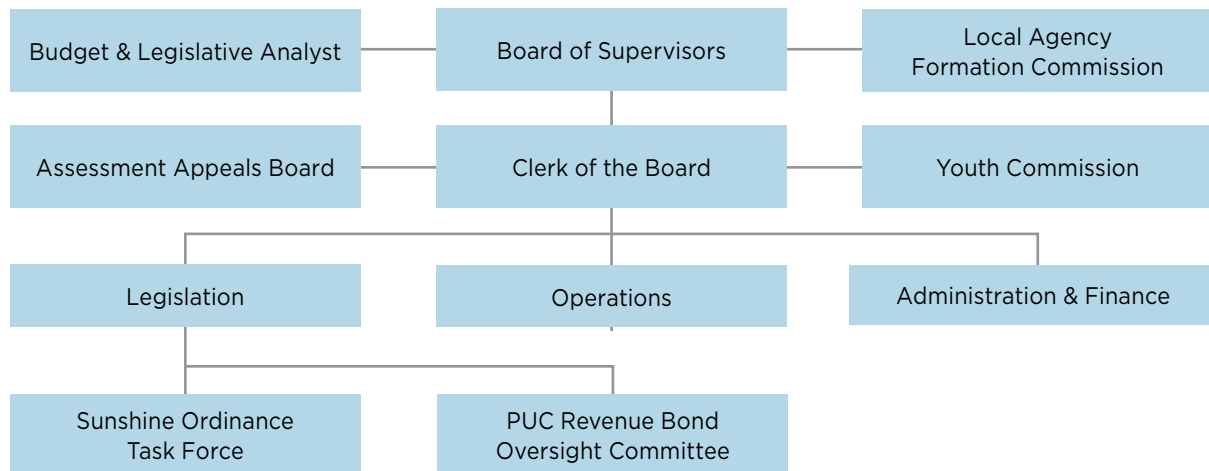 Budget & Legislative Analyst
Board of Supervisors
Local Agency
Formation Commission
Assessment Appeals Board
Clerk of the Board
Youth Commission
Legislation
Operations
Administration & Finance
Sunshine Ordinance
Task Force
PUC Revenue Bond
Oversight Committee